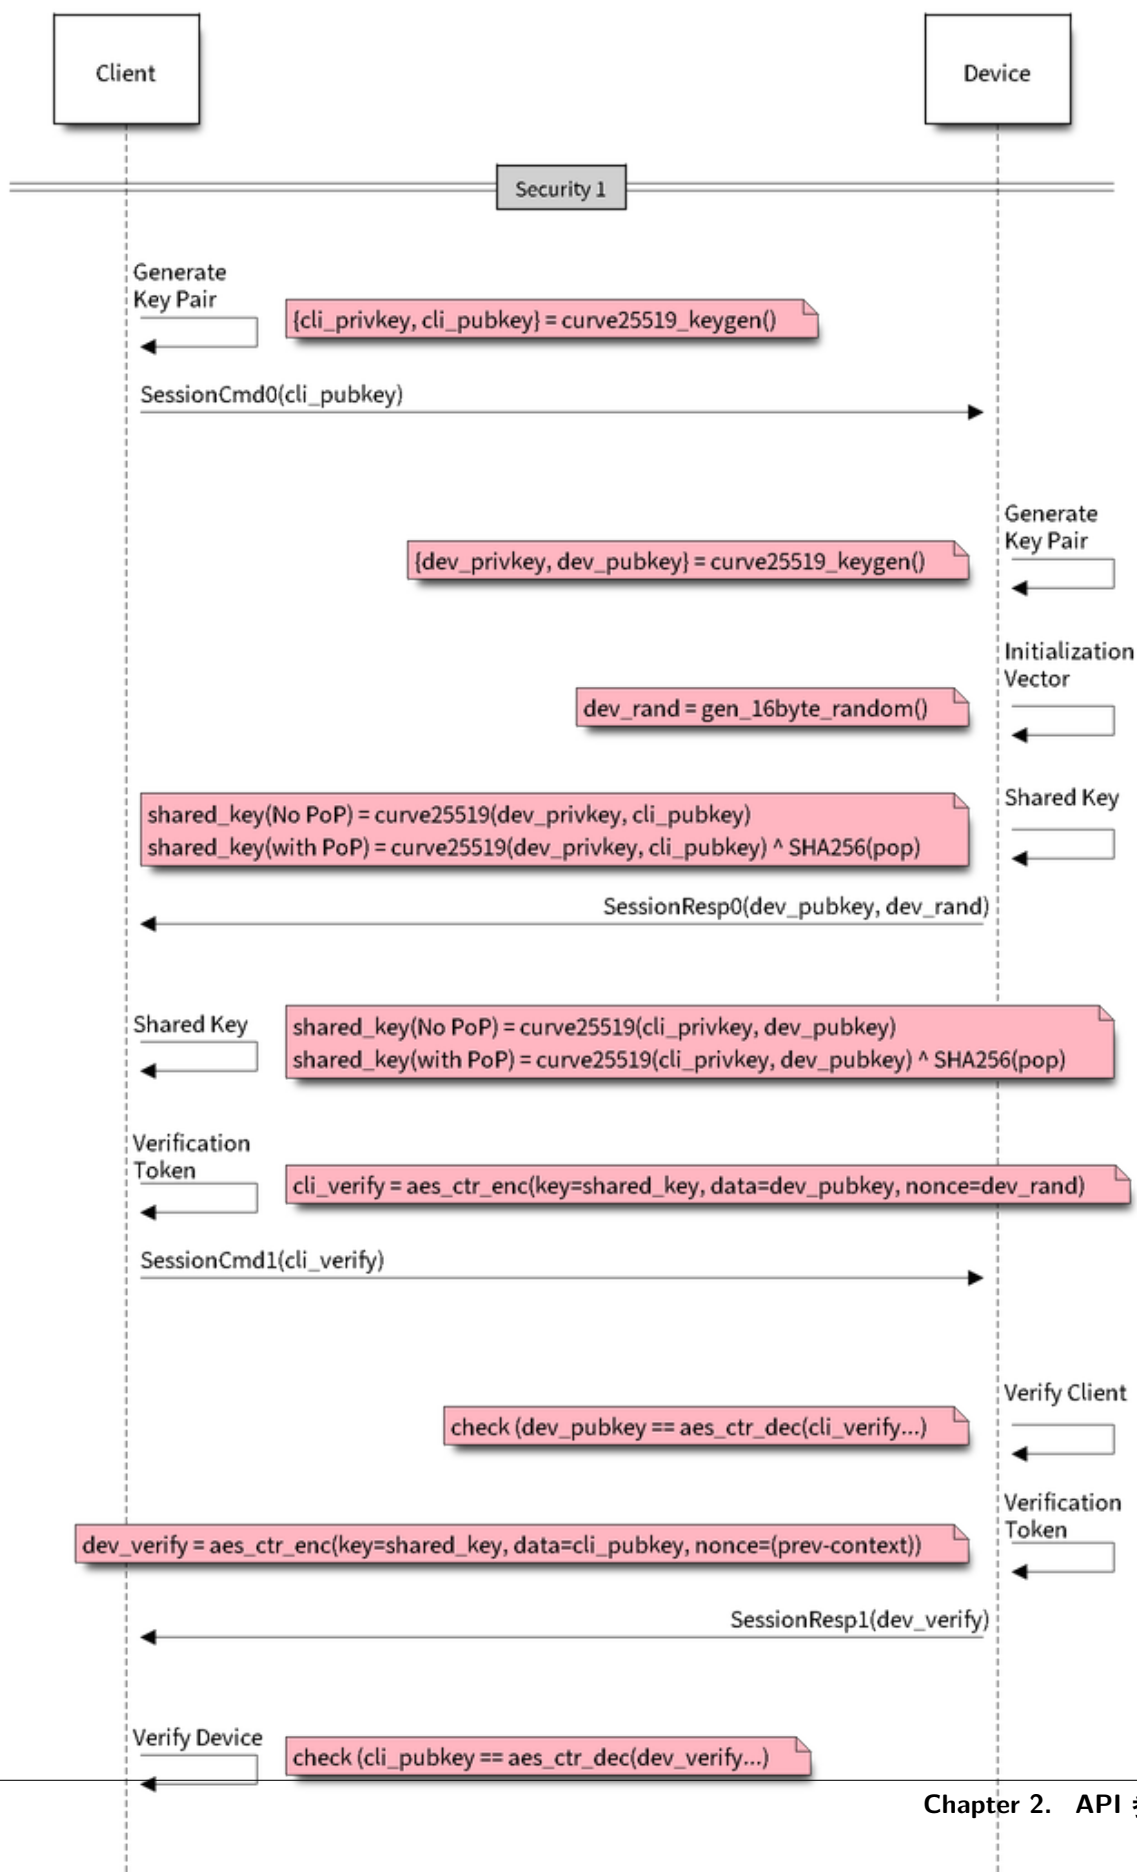 Client
Device
Security 1
Generate
Key Pair
{cli_privkey, cli_pubkey} = curve25519_keygen()
SessionCmd0(cli_pubkey)
Generate
Key Pair
{dev_privkey, dev_pubkey} = curve25519_keygen()
Initialization
Vector
dev_rand = gen_16byte_random()
Shared Key
shared_key(No PoP) = curve25519(dev_privkey, cli_pubkey)
shared_key(with PoP) = curve25519(dev_privkey, cli_pubkey) ^ SHA256(pop)
SessionResp0(dev_pubkey, dev_rand)
Shared Key
shared_key(No PoP) = curve25519(cli_privkey, dev_pubkey)
shared_key(with PoP) = curve25519(cli_privkey, dev_pubkey) ^ SHA256(pop)
Verification
Token
cli_verify = aes_ctr_enc(key=shared_key, data=dev_pubkey, nonce=dev_rand)
SessionCmd1(cli_verify)
Verify Client
check (dev_pubkey == aes_ctr_dec(cli_verify...)
Verification
Token
dev_verify = aes_ctr_enc(key=shared_key, data=cli_pubkey, nonce=(prev-context))
SessionResp1(dev_verify)
Verify Device
check (cli_pubkey == aes_ctr_dec(dev_verify...)
Chapter 2. API